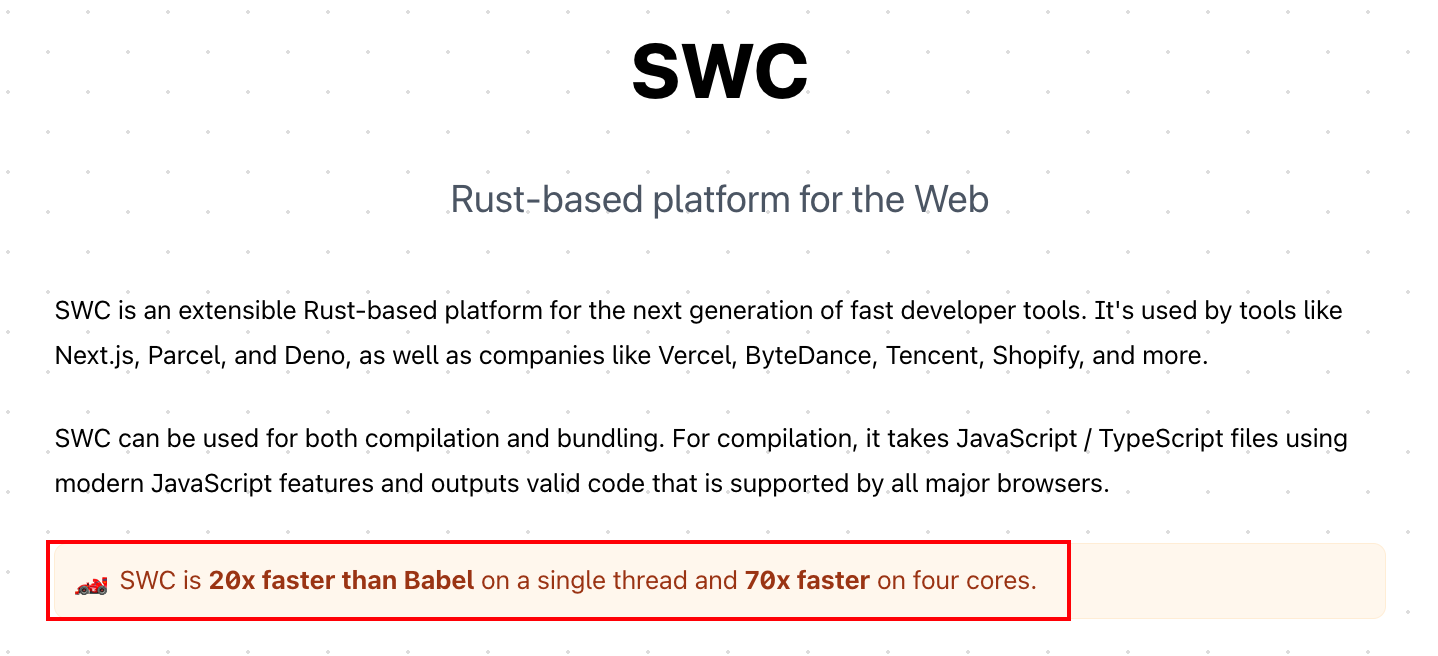 SWC
Rust-based platform for the Web
SWC is an extensible Rust-based platform for the next generation of fast developer tools. It's used by tools like
Next.js, Parcel, and Deno, as well as companies like Vercel, ByteDance, Tencent, Shopify, and more.
SWC can be used for both compilation and bundling. For compilation, it takes JavaScript / TypeScript files using
modern JavaScript features and outputs valid code that is supported by all major browsers.
🏎 SWC is 20x faster than Babel on a single thread and 70x faster on four cores.